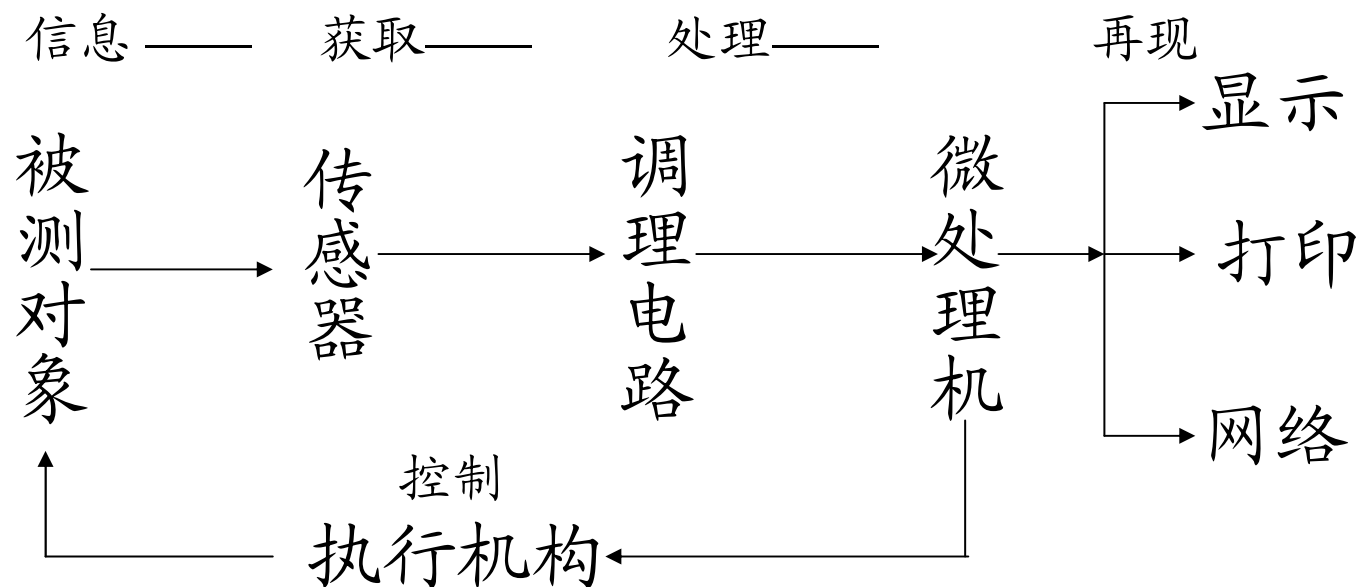 信息 —— 获取—— 处理—— 再现
被测对象
传感器
调理电路
微处理机
显示
打印
网络
控制
执行机构